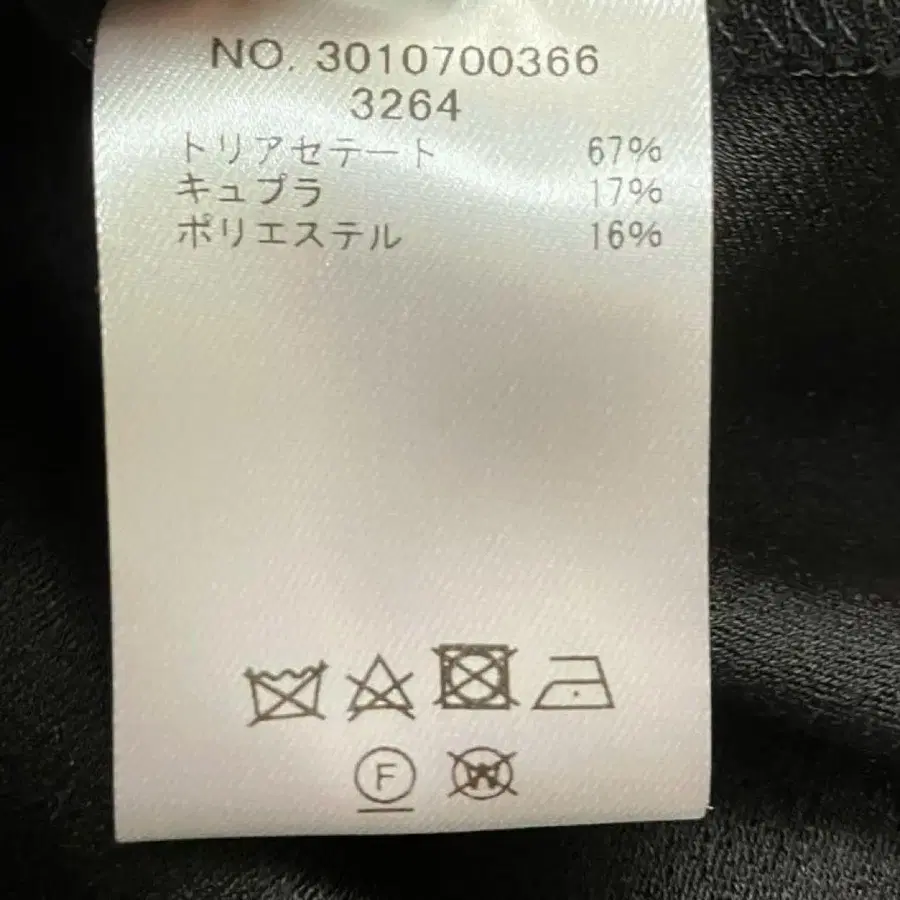 NO. 3010700366
3264
トリアセテート 67%
キュプラ 17%
ポリエステル 16%
F W